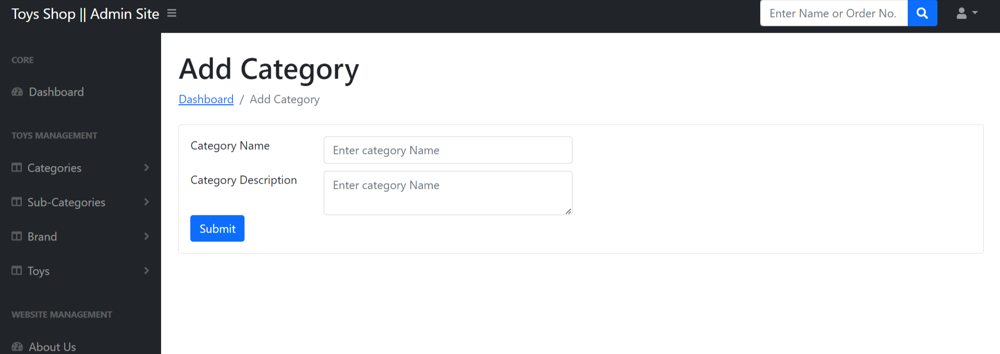 Toys Shop || Admin Site
Enter Name or Order No.
CORE
Dashboard
TOYS MANAGEMENT
Categories
Sub-Categories
Brand
Toys
WEBSITE MANAGEMENT
About Us
Add Category
Dashboard / Add Category
Category Name
Enter category Name
Category Description
Enter category Name
Submit